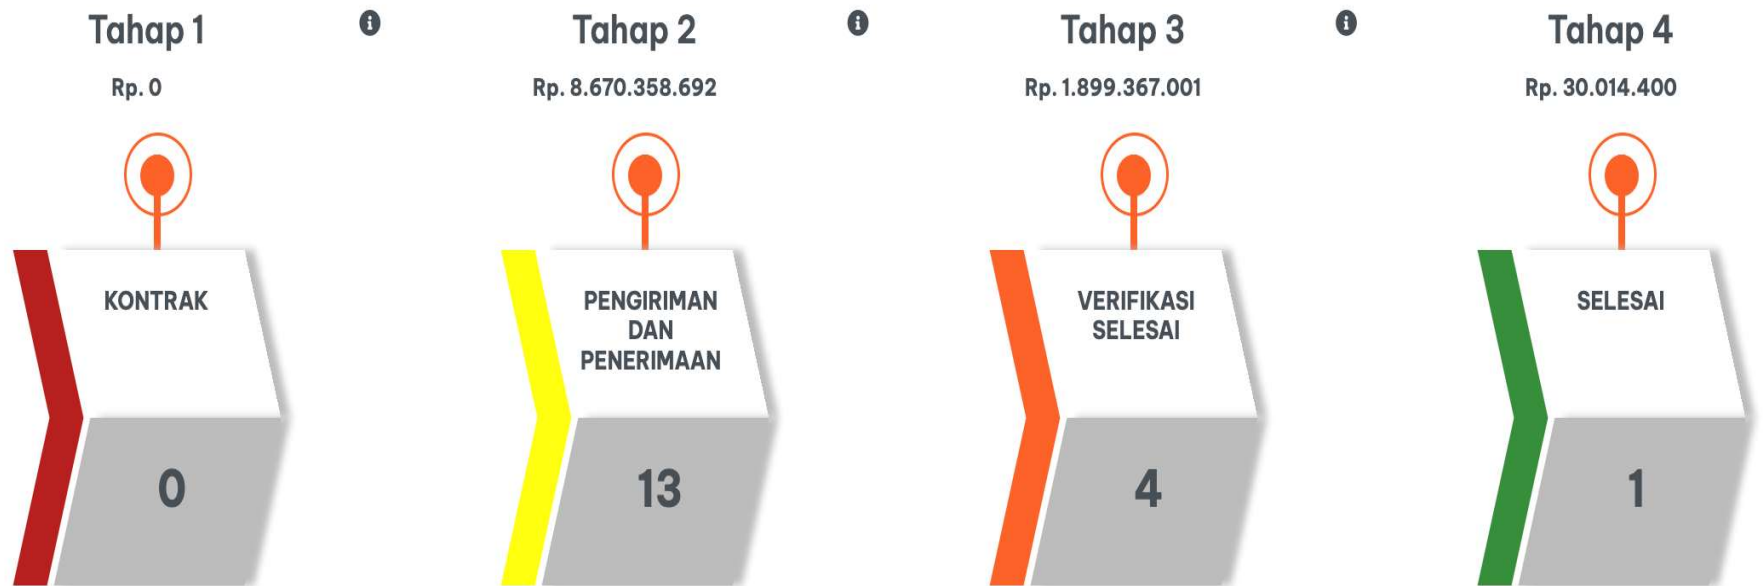 Tahap 1
Rp. 0
KONTRAK
0
Tahap 2
Rp. 8.670.358.692
PENGIRIMAN
DAN
PENERIMAAN
13
Tahap 3
Rp. 1.899.367.001
VERIFIKASI
SELESAI
4
Tahap 4
Rp. 30.014.400
SELESAI
1